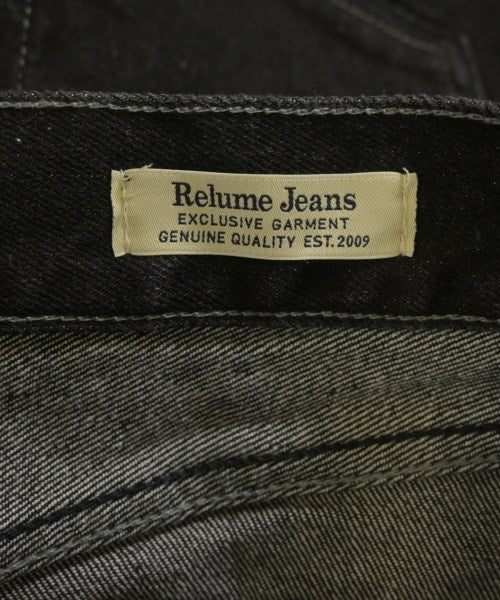 Relume Jeans
EXCLUSIVE GARMENT
GENUINE QUALITY EST.2009